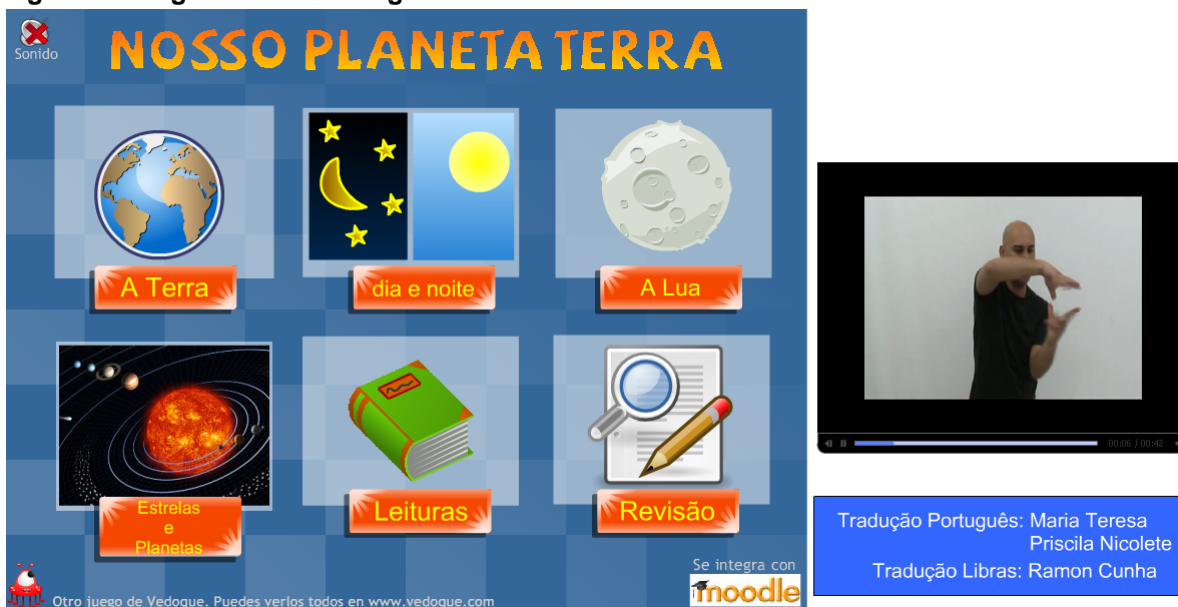 Sonido
NOSSO PLANETA TERRA
A Terra
dia e noite
A Lua
Estrelas
e
Planetas
Leituras
Revisão
Se integra con
moodle
Otro juego de Vedoque. Puedes verlos todos en www.vedoque.com
00:06 / 00:42
Tradução Português: Maria Teresa
Priscila Nicolete
Tradução Libras: Ramon Cunha